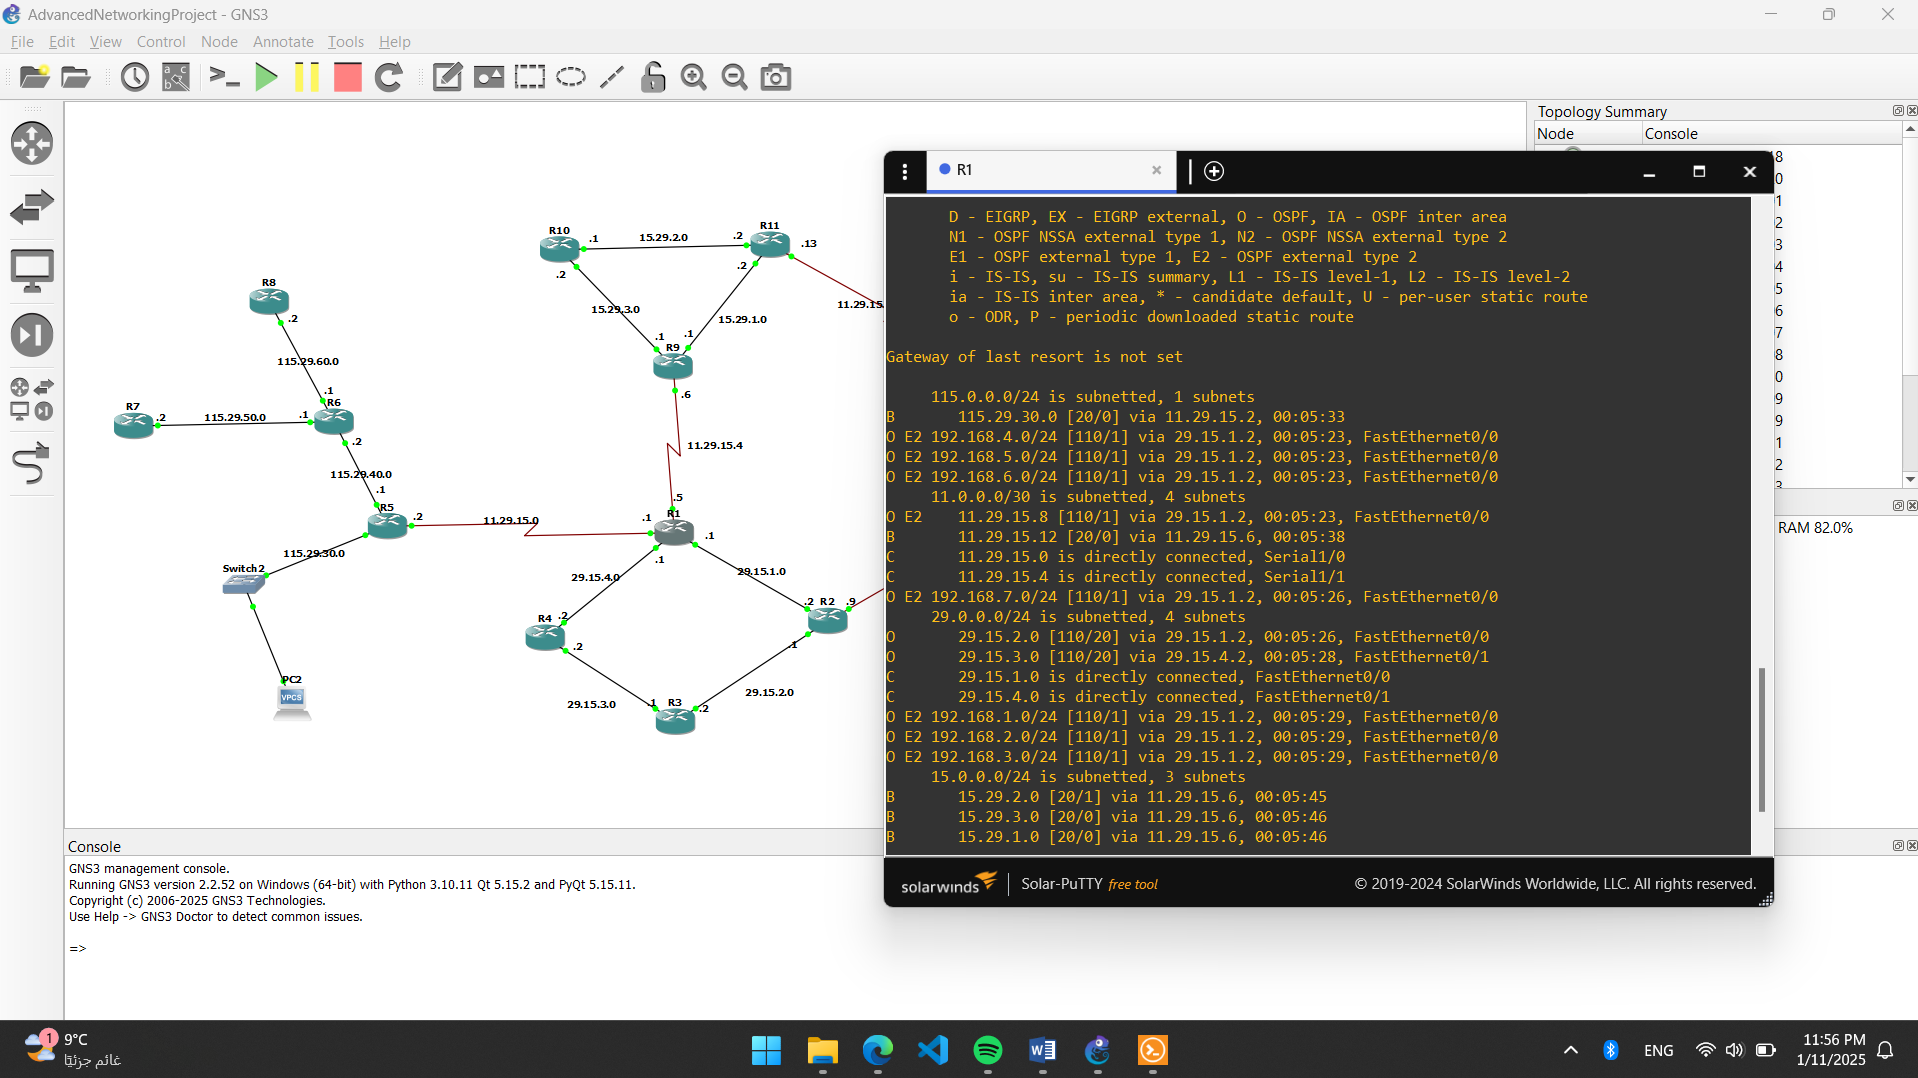 AdvancedNetworkingProject - GNS3
File Edit View Control Node Annotate Tools Help
Topology Summary
Node Console
R1
D - EIGRP, EX - EIGRP external, O - OSPF, IA - OSPF inter area
N1 - OSPF NSSA external type 1, N2 - OSPF NSSA external type 2
E1 - OSPF external type 1, E2 - OSPF external type 2
i - IS-IS, su - IS-IS summary, L1 - IS-IS level-1, L2 - IS-IS level-2
ia - IS-IS inter area, * - candidate default, U - per-user static route
o - ODR, P - periodic downloaded static route
Gateway of last resort is not set
115.0.0.0/24 is subnetted, 1 subnets
B 115.29.30.0 [20/0] via 11.29.15.2, 00:05:33
O E2 192.168.4.0/24 [110/1] via 29.15.1.2, 00:05:23, FastEthernet0/0
O E2 192.168.5.0/24 [110/1] via 29.15.1.2, 00:05:23, FastEthernet0/0
O E2 192.168.6.0/24 [110/1] via 29.15.1.2, 00:05:23, FastEthernet0/0
11.0.0.0/30 is subnetted, 4 subnets
O E2 11.29.15.8 [110/1] via 29.15.1.2, 00:05:23, FastEthernet0/0
B 11.29.15.12 [20/0] via 11.29.15.6, 00:05:38
C 11.29.15.0 is directly connected, Serial1/0
C 11.29.15.4 is directly connected, Serial1/1
O E2 192.168.7.0/24 [110/1] via 29.15.1.2, 00:05:26, FastEthernet0/0
29.0.0.0/24 is subnetted, 4 subnets
O 29.15.2.0 [110/20] via 29.15.1.2, 00:05:26, FastEthernet0/0
O 29.15.3.0 [110/20] via 29.15.4.2, 00:05:28, FastEthernet0/1
C 29.15.1.0 is directly connected, FastEthernet0/0
C 29.15.4.0 is directly connected, FastEthernet0/1
O E2 192.168.1.0/24 [110/1] via 29.15.1.2, 00:05:29, FastEthernet0/0
O E2 192.168.2.0/24 [110/1] via 29.15.1.2, 00:05:29, FastEthernet0/0
O E2 192.168.3.0/24 [110/1] via 29.15.1.2, 00:05:29, FastEthernet0/0
15.0.0.0/24 is subnetted, 3 subnets
B 15.29.2.0 [20/1] via 11.29.15.6, 00:05:45
B 15.29.3.0 [20/0] via 11.29.15.6, 00:05:46
B 15.29.1.0 [20/0] via 11.29.15.6, 00:05:46
solarwinds Solar-PuTTY free tool © 2019-2024 SolarWinds Worldwide, LLC. All rights reserved.
RAM 82.0%
R10 .1 15.29.2.0 .2 R11 .13
.2 .2
11.29.15.
15.29.3.0 15.29.1.0
.1 .1
R9
.6
R8
.2
115.29.60.0
.1
R7 .2 115.29.50.0 .1 R6
.2
11.29.15.4
115.29.40.0
.1
R5 .2 11.29.15.0 .1 R1 .5
.1 .1
115.29.30.0
Switch2
29.15.4.0 29.15.1.0
.2 R2 .9
R4 .2
.2 .1
PC2
VPCS
29.15.3.0 .1 R3 .2 29.15.2.0
Console
GNS3 management console.
Running GNS3 version 2.2.52 on Windows (64-bit) with Python 3.10.11 Qt 5.15.2 and PyQt 5.15.11.
Copyright (c) 2006-2025 GNS3 Technologies.
Use Help -> GNS3 Doctor to detect common issues.
=>
1 9°C
غائم جزئيًا
ENG
11:56 PM
1/11/2025